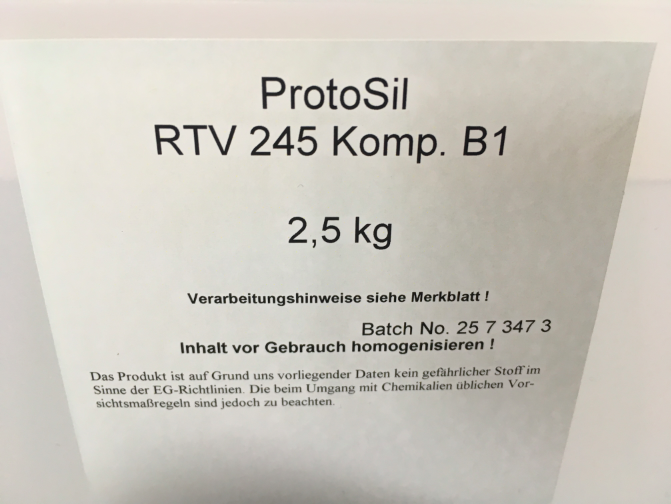 ProtoSil
RTV 245 Komp. B1
2,5 kg
Verarbeitungshinweise siehe Merkblatt !
Batch No. 25 7 347 3
Inhalt vor Gebrauch homogenisieren !
Das Produkt ist auf Grund uns vorliegender Daten kein gefährlicher Stoff im
Sinne der EG-Richtlinien. Die beim Umgang mit Chemikalien üblichen Vor-
sichtsmaßregeln sind jedoch zu beachten.